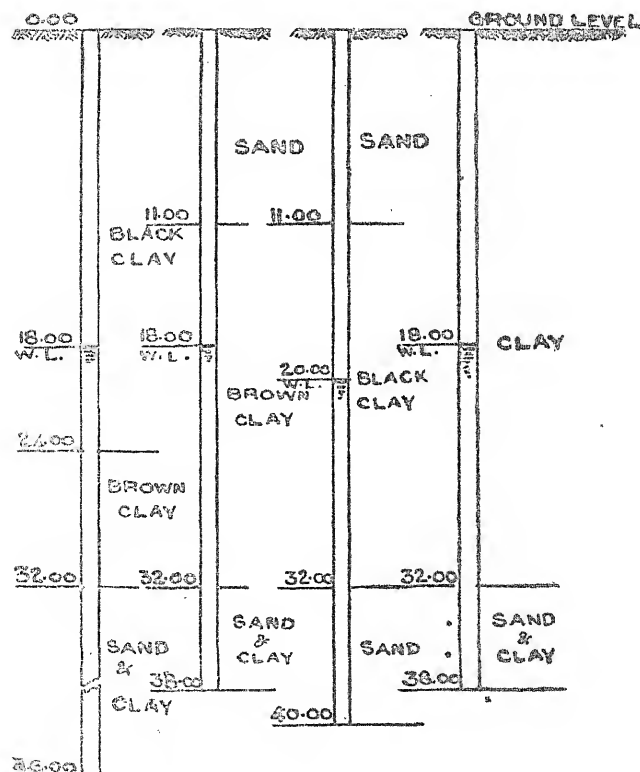 0.00
GROUND LEVEL
SAND
SAND
11.00
11.00
BLACK
CLAY
18.00
W.L.
18.00
W.L.
18.00
W.L.
CLAY
20.00
W.L.
BROWN
CLAY
BLACK
CLAY
24.00
BROWN
CLAY
32.00
32.00
32.00
32.00
SAND
&
CLAY
SAND
&
CLAY
SAND
SAND
&
CLAY
38.00
38.00
40.00